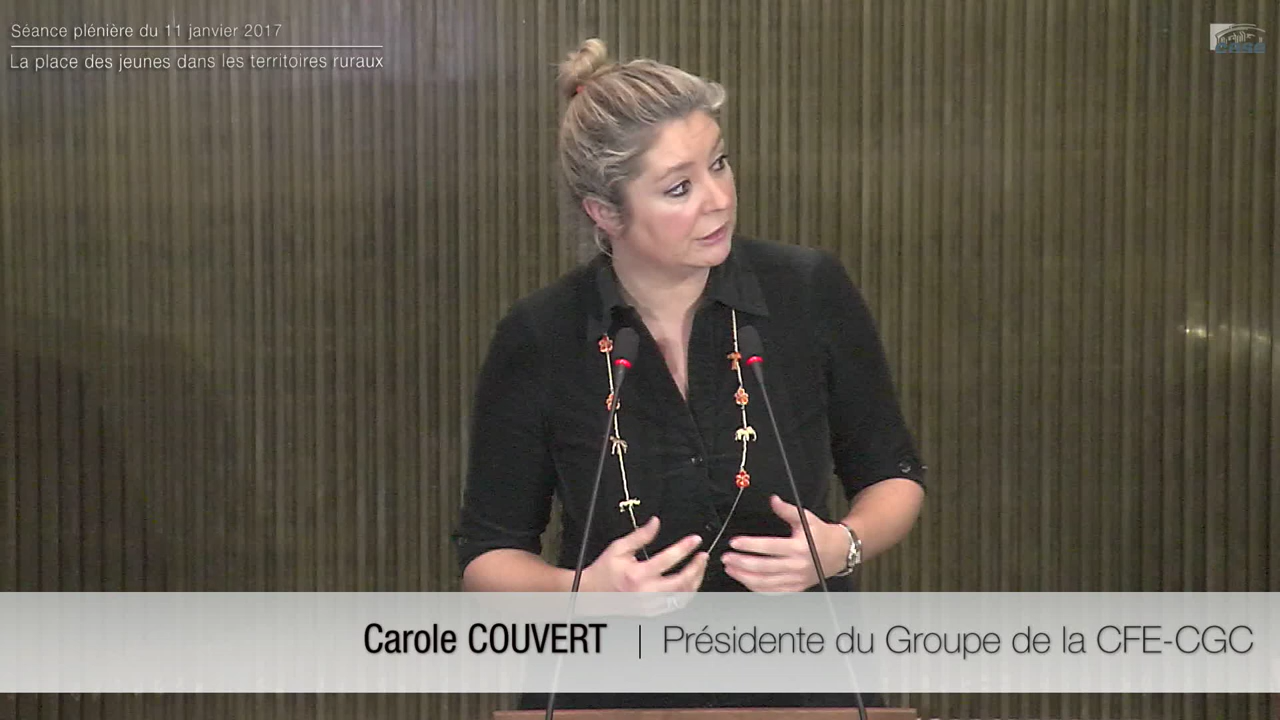 Séance plénière du 11 janvier 2017
La place des jeunes dans les territoires ruraux
Carole COUVERT | Présidente du Groupe de la CFE-CGC